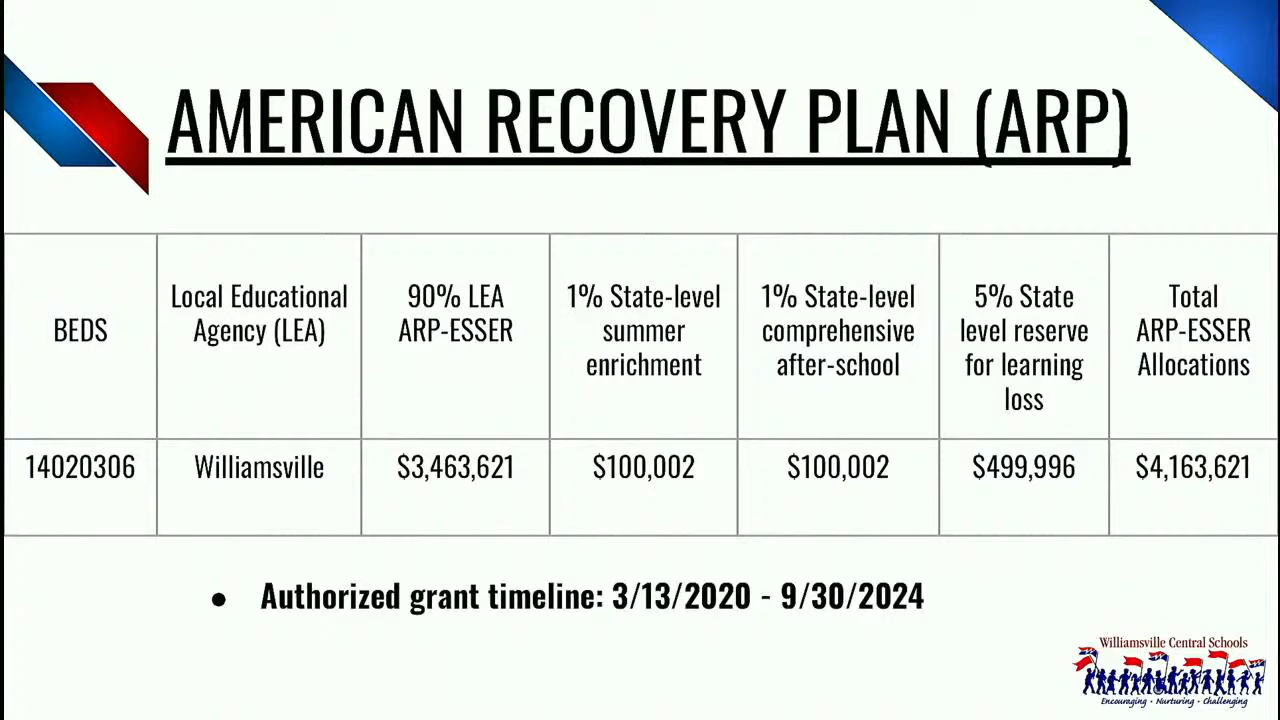 AMERICAN RECOVERY PLAN (ARP)
BEDS
Local Educational
Agency (LEA)
90% LEA
ARP-ESSER
1% State-level
summer
enrichment
1% State-level
comprehensive
after-school
5% State
level reserve
for learning
loss
Total
ARP-ESSER
Allocations
14020306
Williamsville
$3,463,621
$100,002
$100,002
$499,996
$4,163,621
● Authorized grant timeline: 3/13/2020 - 9/30/2024
Williamsville Central Schools
Encouraging • Nurturing • Challenging